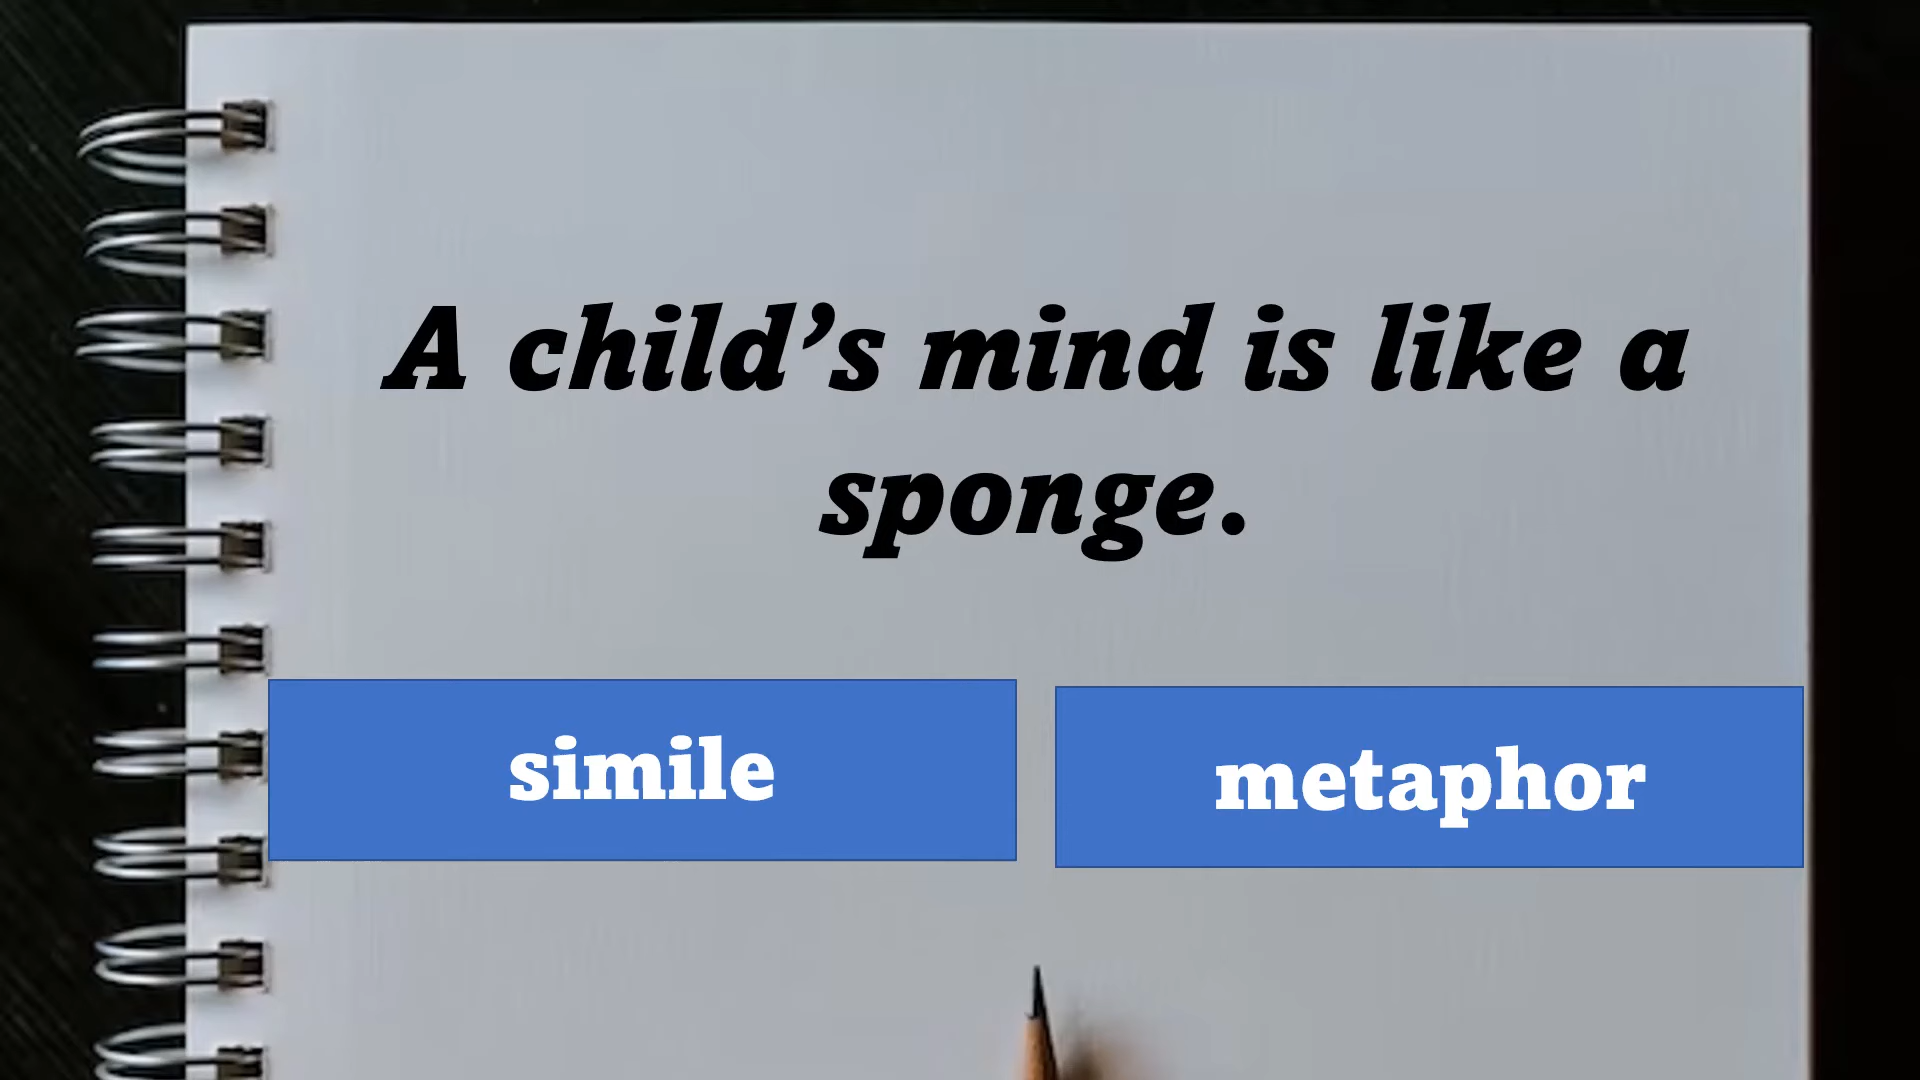 A child’s mind is like a
sponge.
simile
metaphor